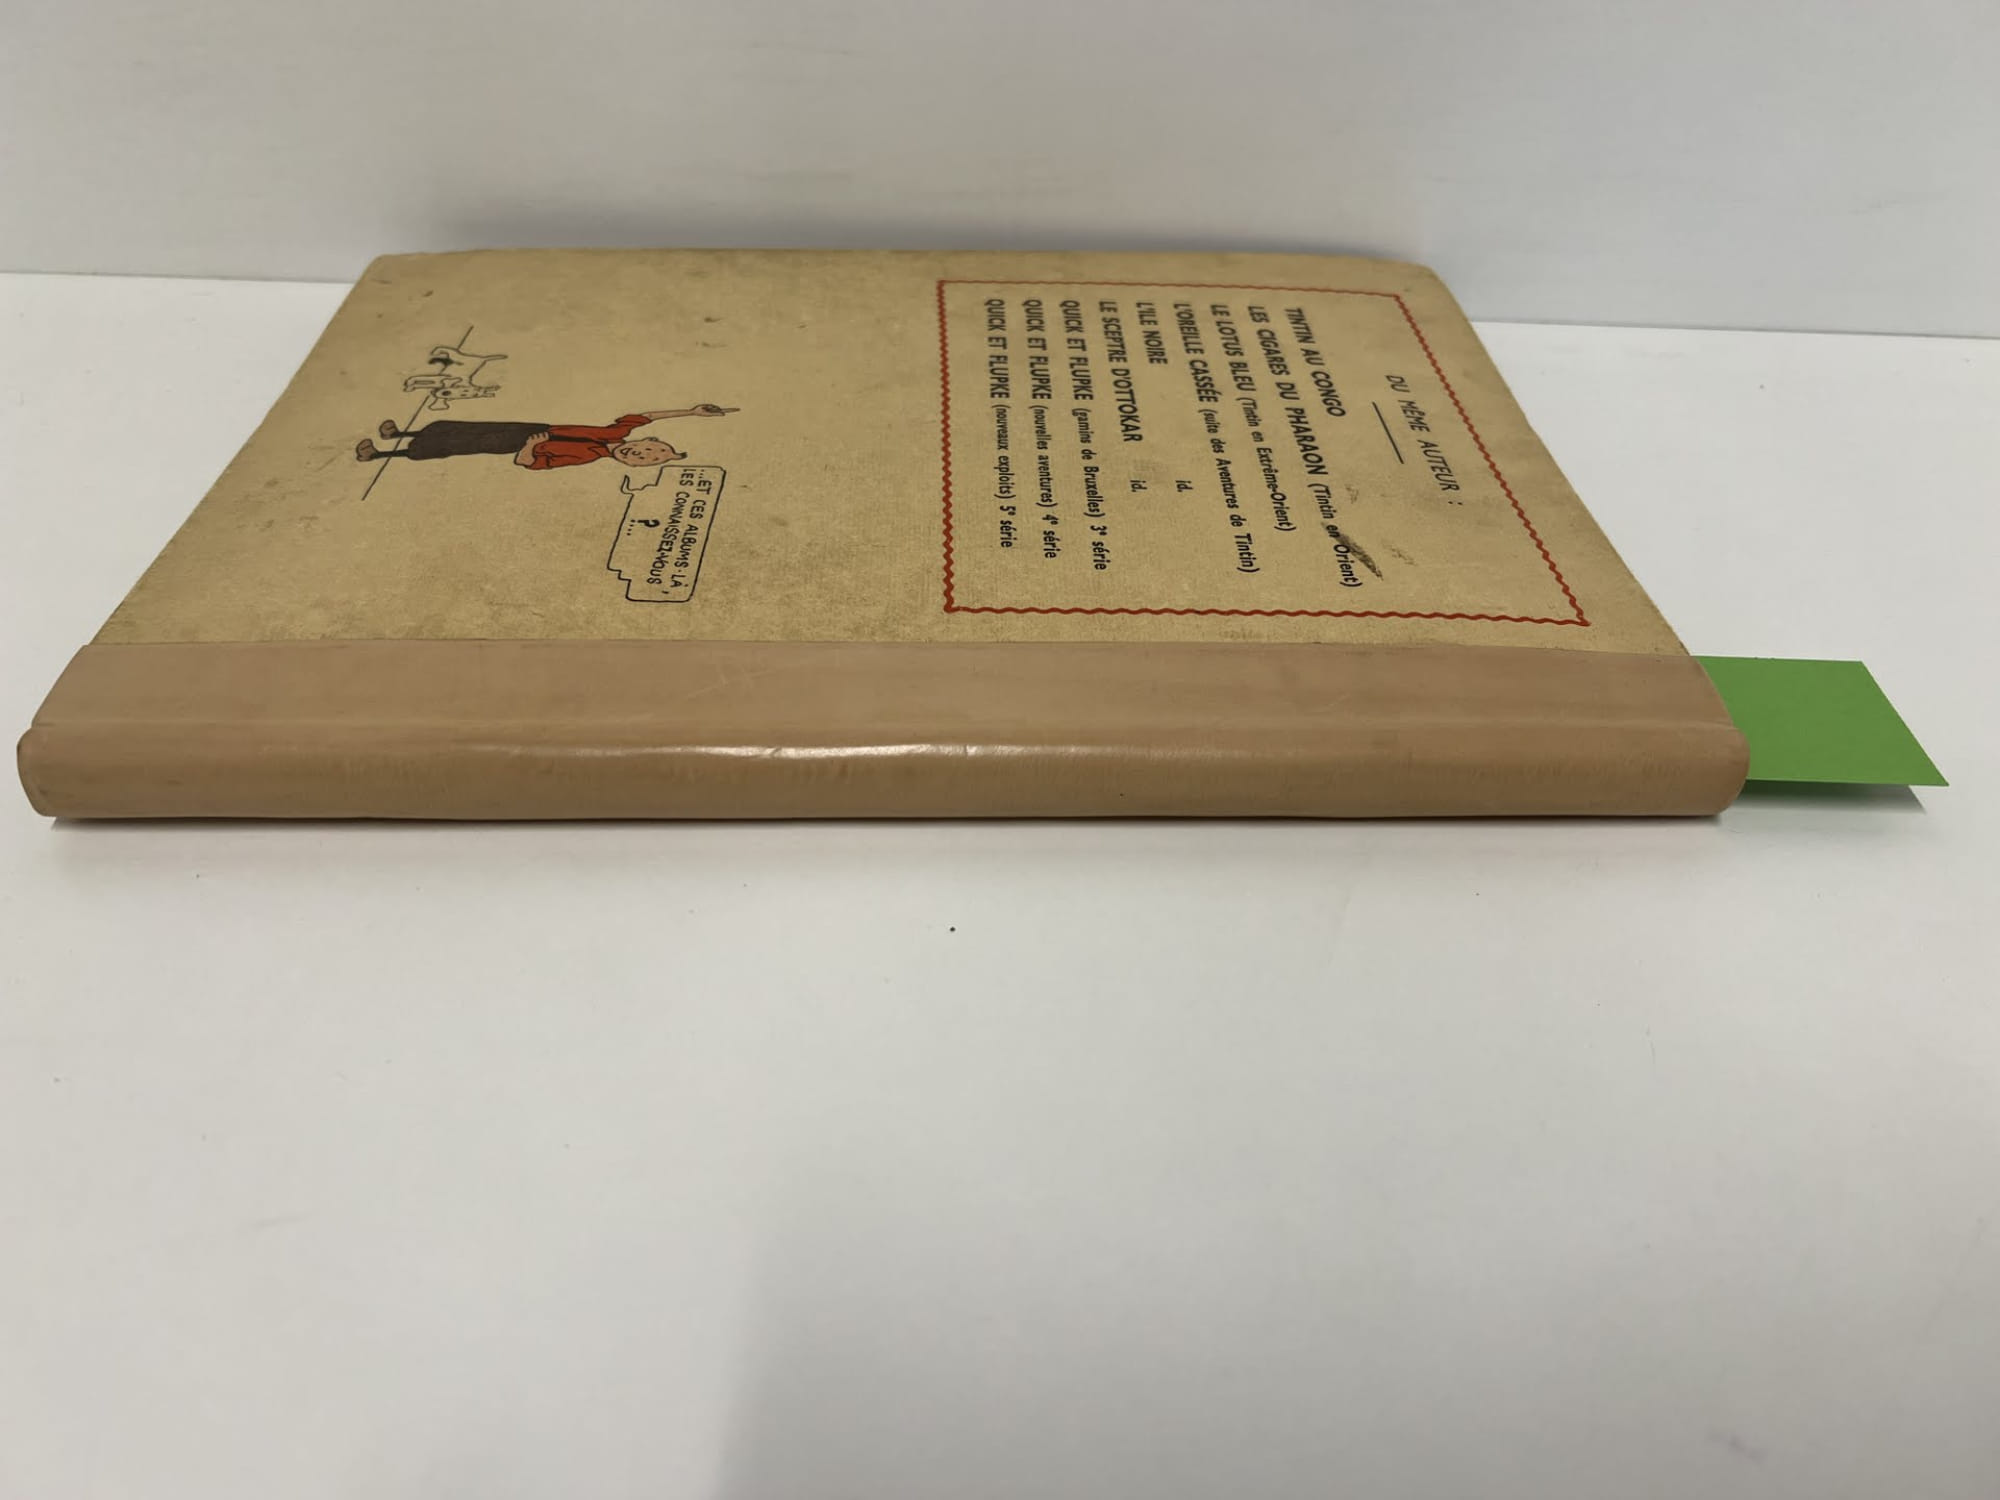 DU MÊME AUTEUR :
TINTIN AU CONGO
LES CIGARES DU PHARAON (Tintin en Orient)
LE LOTUS BLEU (Tintin en Extrême-Orient)
L'OREILLE CASSÉE (suite des Aventures de Tintin)
L'ILE NOIRE id.
LE SCEPTRE D'OTTOKAR id.
QUICK ET FLUPKE (gamins de Bruxelles) 3e série
QUICK ET FLUPKE (nouvelles aventures) 4e série
QUICK ET FLUPKE (nouveaux exploits) 5e série
...ET CES ALBUMS-LÀ,
LES CONNAISSEZ-VOUS
...?...